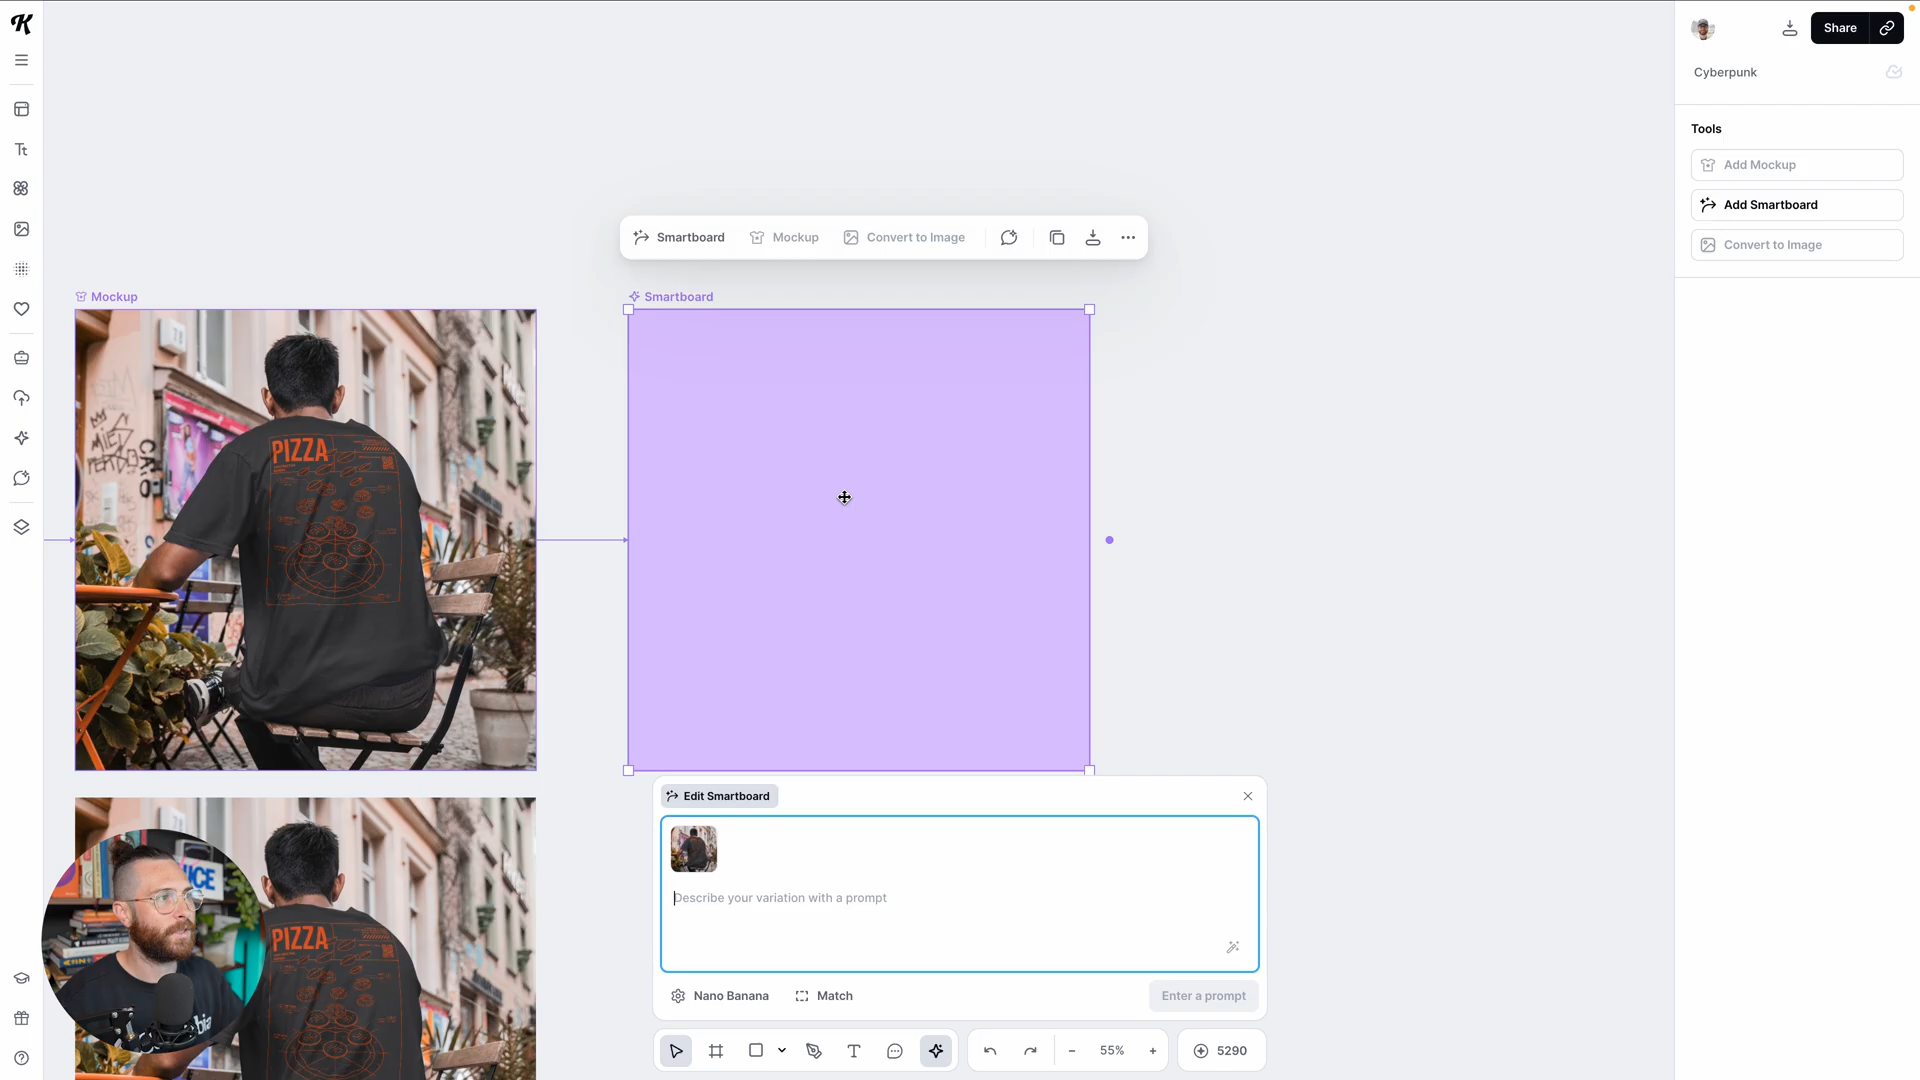 Share
Cyberpunk
Tools
Add Mockup
Add Smartboard
Convert to Image
Smartboard
Mockup
Convert to Image
Mockup
Smartboard
PIZZA
Edit Smartboard
Describe your variation with a prompt
Nano Banana
Match
Enter a prompt
PIZZA
55%
5290
Tt